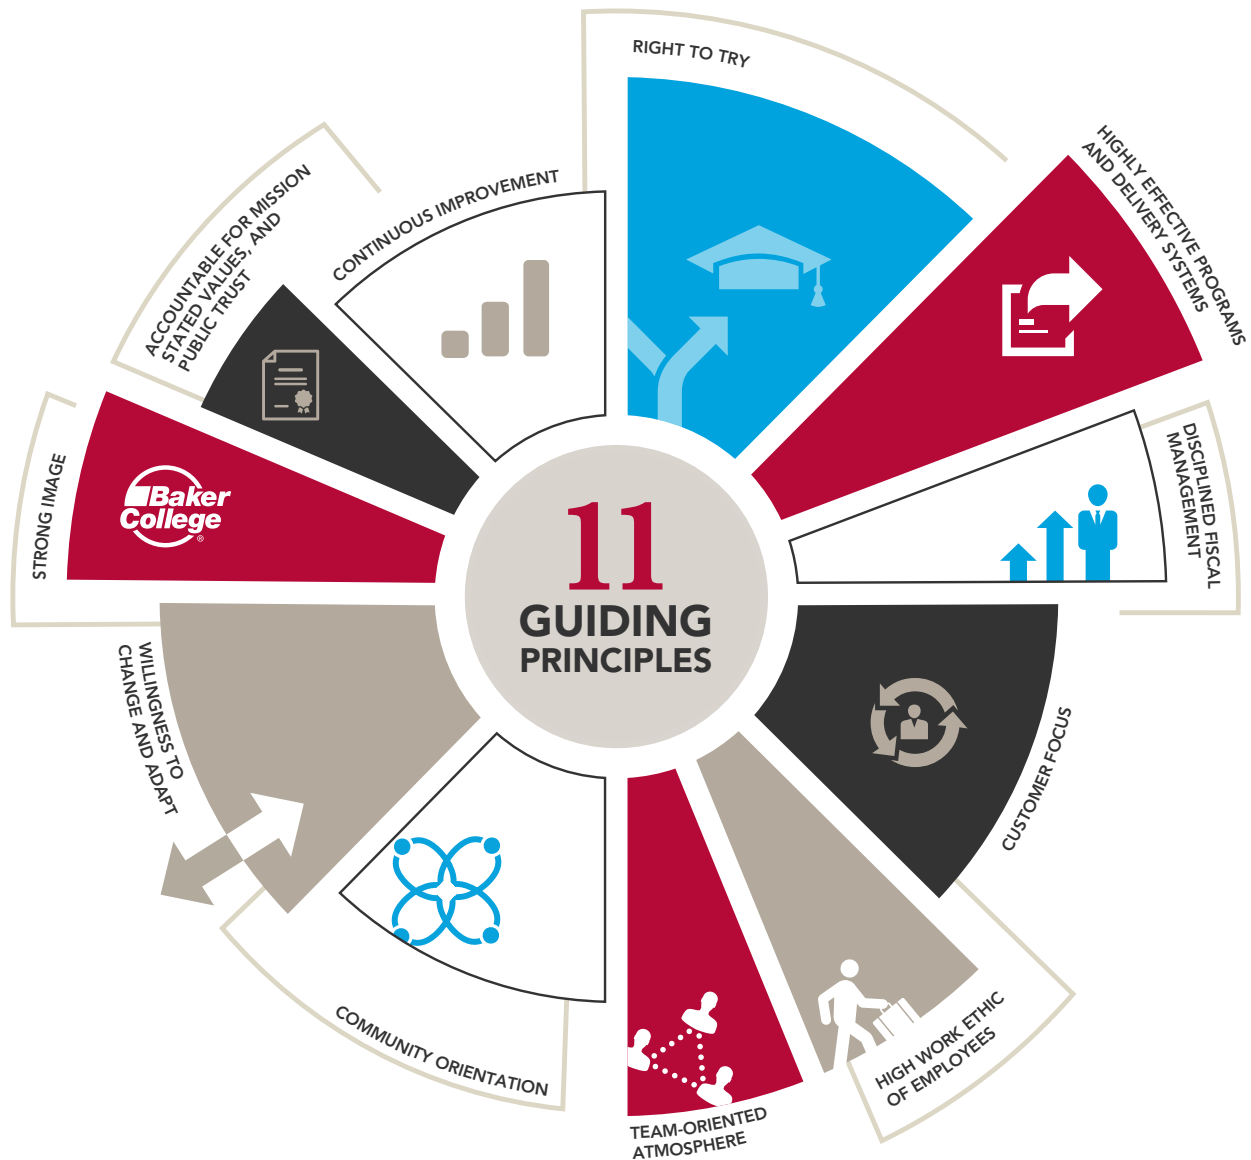 RIGHT TO TRY
HIGHLY EFFECTIVE PROGRAMS
AND DELIVERY SYSTEMS
DISCIPLINED FISCAL
MANAGEMENT
CUSTOMER FOCUS
HIGH WORK ETHIC
OF EMPLOYEES
TEAM-ORIENTED
ATMOSPHERE
COMMUNITY ORIENTATION
WILLINGNESS TO
CHANGE AND ADAPT
STRONG IMAGE
Baker
College
®
ACCOUNTABLE FOR MISSION
STATED VALUES, AND
PUBLIC TRUST
CONTINUOUS IMPROVEMENT
11
GUIDING
PRINCIPLES